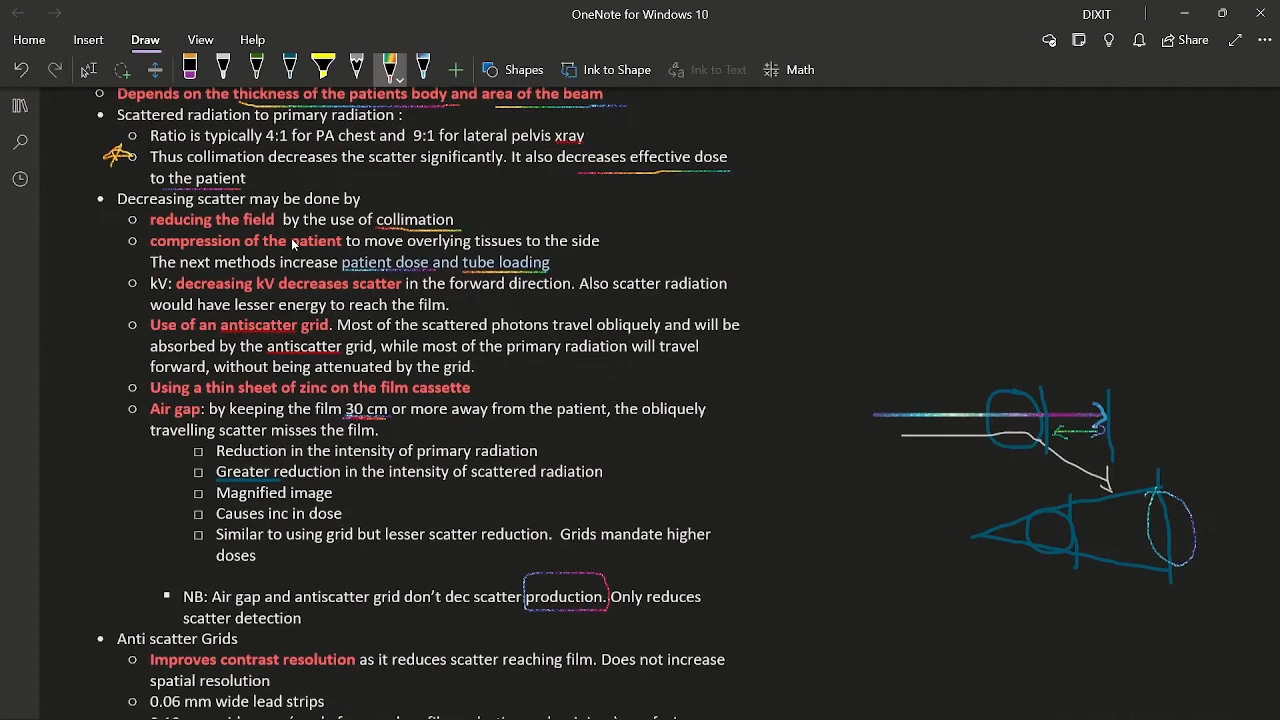 OneNote for Windows 10
DIXIT
Home Insert Draw View Help
Share
Shapes Ink to Shape Ink to Text Math
Depends on the thickness of the patients body and area of the beam
Scattered radiation to primary radiation :
Ratio is typically 4:1 for PA chest and 9:1 for lateral pelvis xray
Thus collimation decreases the scatter significantly. It also decreases effective dose
to the patient
Decreasing scatter may be done by
reducing the field by the use of collimation
compression of the patient to move overlying tissues to the side
The next methods increase patient dose and tube loading
kV: decreasing kV decreases scatter in the forward direction. Also scatter radiation
would have lesser energy to reach the film.
Use of an antiscatter grid. Most of the scattered photons travel obliquely and will be
absorbed by the antiscatter grid, while most of the primary radiation will travel
forward, without being attenuated by the grid.
Using a thin sheet of zinc on the film cassette
Air gap: by keeping the film 30 cm or more away from the patient, the obliquely
travelling scatter misses the film.
Reduction in the intensity of primary radiation
Greater reduction in the intensity of scattered radiation
Magnified image
Causes inc in dose
Similar to using grid but lesser scatter reduction. Grids mandate higher
doses
NB: Air gap and antiscatter grid don't dec scatter production. Only reduces
scatter detection
Anti scatter Grids
Improves contrast resolution as it reduces scatter reaching film. Does not increase
spatial resolution
0.06 mm wide lead strips